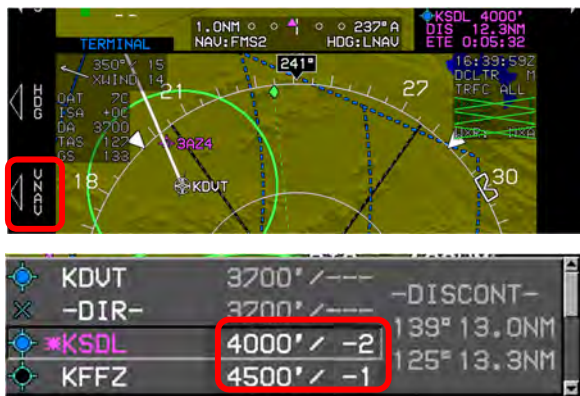 1.0NM 237°A
NAV:FMS2 HDG:LNAV
KSDL 4000'
DIS 12.3NM
ETE 0:05:32
TERMINAL
350° 15
XWIND 14
OAT 7C
ISA +0C
DA 3700
TAS 127
GS 133
241°
21
27
16:39:59Z
DCLTR M
TRFC ALL
HDG
3AZ4
KDVT
VNAV
18
30
KDVT 3700'/---
-DISCONT-
-DIR- 3700'/---
139° 13.0NM
*KSDL 4000'/ -2
125° 13.3NM
KFFZ 4500'/ -1